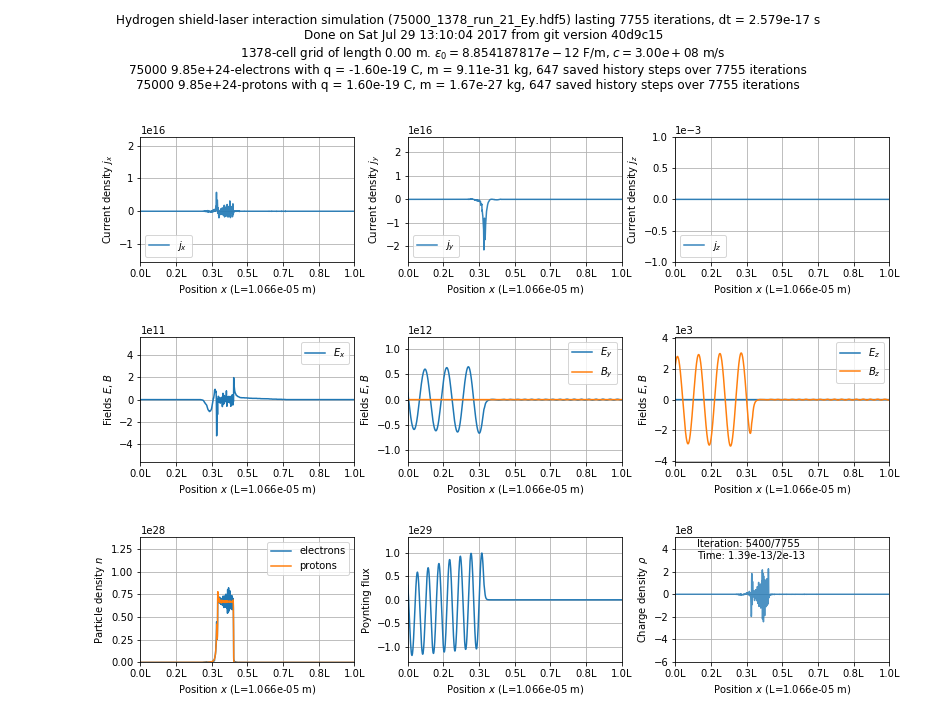 Hydrogen shield-laser interaction simulation (75000_1378_run_21_Ey.hdf5) lasting 7755 iterations, dt = 2.579e-17 s
Done on Sat Jul 29 13:10:04 2017 from git version 40d9c15
1378-cell grid of length 0.00 m. ε₀ = 8.854187817e − 12 F/m, c = 3.00e + 08 m/s
75000 9.85e+24-electrons with q = -1.60e-19 C, m = 9.11e-31 kg, 647 saved history steps over 7755 iterations
75000 9.85e+24-protons with q = 1.60e-19 C, m = 1.67e-27 kg, 647 saved history steps over 7755 iterations
1e16
Current density jₓ
2
1
0
−1
jₓ
0.0L 0.2L 0.3L 0.5L 0.7L 0.8L 1.0L
Position x (L=1.066e-05 m)
1e16
Current density j_y
2
1
0
−1
−2
j_y
0.0L 0.2L 0.3L 0.5L 0.7L 0.8L 1.0L
Position x (L=1.066e-05 m)
1e−3
Current density j_z
1.0
0.5
0.0
−0.5
−1.0
j_z
0.0L 0.2L 0.3L 0.5L 0.7L 0.8L 1.0L
Position x (L=1.066e-05 m)
1e11
Fields E, B
4
2
0
−2
−4
Eₓ
0.0L 0.2L 0.3L 0.5L 0.7L 0.8L 1.0L
Position x (L=1.066e-05 m)
1e12
Fields E, B
1.0
0.5
0.0
−0.5
−1.0
E_y
B_y
0.0L 0.2L 0.3L 0.5L 0.7L 0.8L 1.0L
Position x (L=1.066e-05 m)
1e3
Fields E, B
4
2
0
−2
−4
E_z
B_z
0.0L 0.2L 0.3L 0.5L 0.7L 0.8L 1.0L
Position x (L=1.066e-05 m)
1e28
Particle density n
1.25
1.00
0.75
0.50
0.25
0.00
electrons
protons
0.0L 0.2L 0.3L 0.5L 0.7L 0.8L 1.0L
Position x (L=1.066e-05 m)
1e29
Poynting flux
1.0
0.5
0.0
−0.5
−1.0
0.0L 0.2L 0.3L 0.5L 0.7L 0.8L 1.0L
Position x (L=1.066e-05 m)
1e8
Charge density ρ
4
2
0
−2
−4
−6
Iteration: 5400/7755
Time: 1.39e-13/2e-13
0.0L 0.2L 0.3L 0.5L 0.7L 0.8L 1.0L
Position x (L=1.066e-05 m)